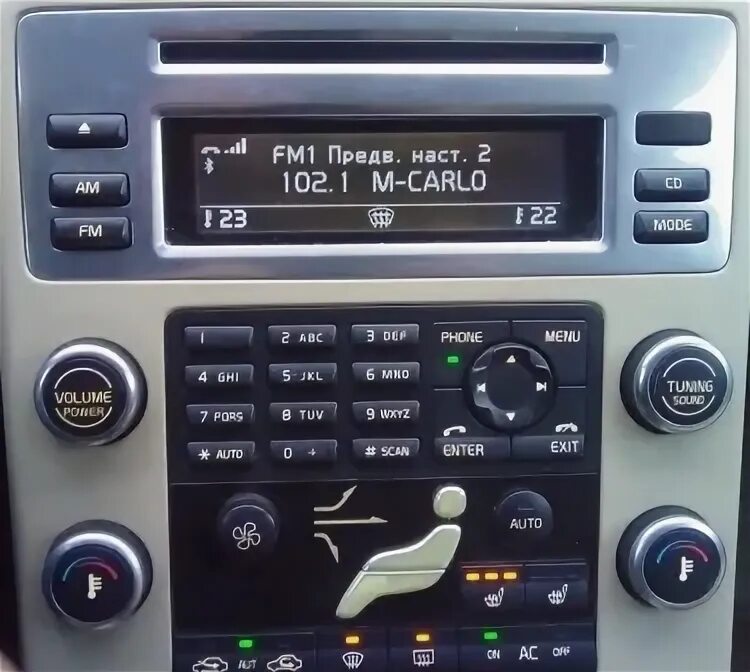 FM1 Предв. наст. 2
102.1 M-CARLO
23
22
AM
FM
CD
MODE
1
2 ABC
3 DEF
PHONE
MENU
4 GHI
5 JKL
6 MNO
7 PQRS
8 TUV
9 WXYZ
* AUTO
0 +
# SCAN
ENTER
EXIT
VOLUME
POWER
TUNING
SOUND
AUTO
AUT
ON AC OFF